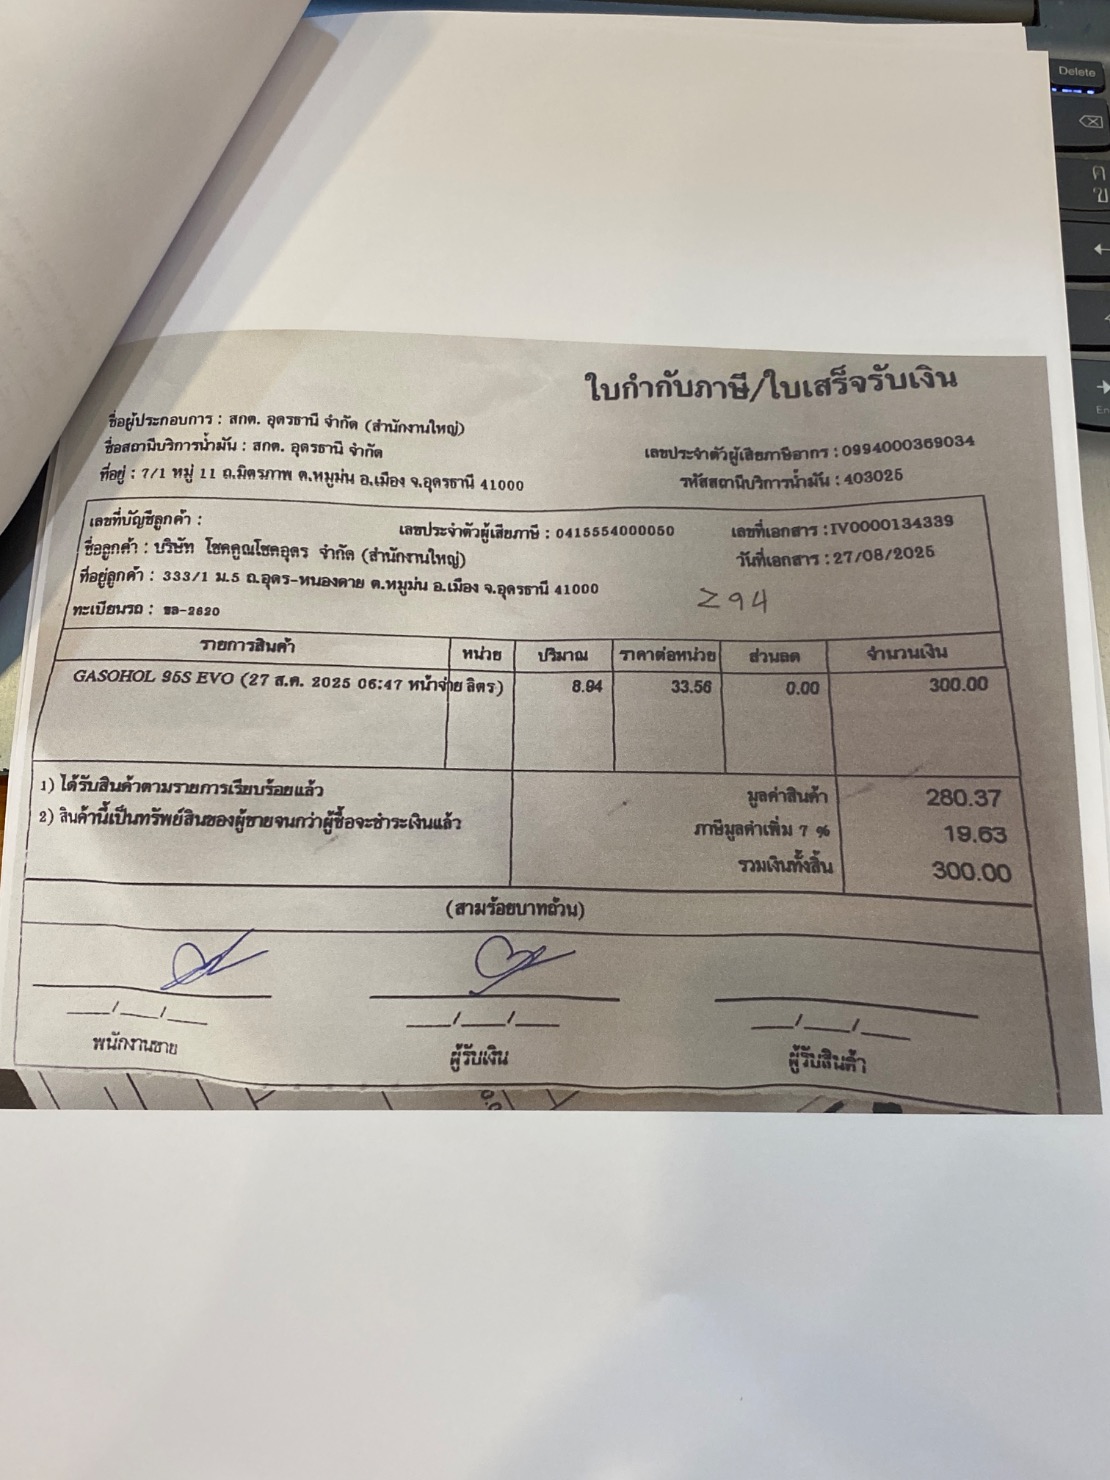 ใบกำกับภาษี/ใบเสร็จรับเงิน
ชื่อผู้ประกอบการ : สกต. อุดรธานี จำกัด (สำนักงานใหญ่)
ชื่อสถานีบริการน้ำมัน : สกต. อุดรธานี จำกัด
เลขประจำตัวผู้เสียภาษีอากร : 0994000369034
ที่อยู่ : 7/1 หมู่ 11 ถ.มิตรภาพ ต.หมูม่น อ.เมือง จ.อุดรธานี 41000
รหัสสถานีบริการน้ำมัน : 403025
เลขที่บัญชีลูกค้า :
เลขประจำตัวผู้เสียภาษี : 0415554000050
เลขที่เอกสาร : IV0000134339
ชื่อลูกค้า : บริษัท โชคคูณโชคอุดร จำกัด (สำนักงานใหญ่)
วันที่เอกสาร : 27/08/2025
ที่อยู่ลูกค้า : 333/1 ม.5 ถ.อุดร-หนองคาย ต.หมูม่น อ.เมือง จ.อุดรธานี 41000
294
ทะเบียนรถ :
รายการสินค้า หน่วย ปริมาณ ราคาต่อหน่วย ส่วนลด จำนวนเงิน
GASOHOL 95S EVO (27 ส.ค. 2025 06:47 หน้าจ่าย ลิตร) 8.94 33.56 0.00 300.00
1) ได้รับสินค้าตามรายการเรียบร้อยแล้ว
มูลค่าสินค้า 280.37
2) สินค้านี้เป็นทรัพย์สินของผู้ขายจนกว่าผู้ซื้อจะชำระเงินแล้ว
ภาษีมูลค่าเพิ่ม 7 % 19.63
รวมเงินทั้งสิ้น 300.00
(สามร้อยบาทถ้วน)
___/___/___ ___/___/___ ___/___/___
พนักงานขาย ผู้รับเงิน ผู้รับสินค้า
Delete
ค
ข